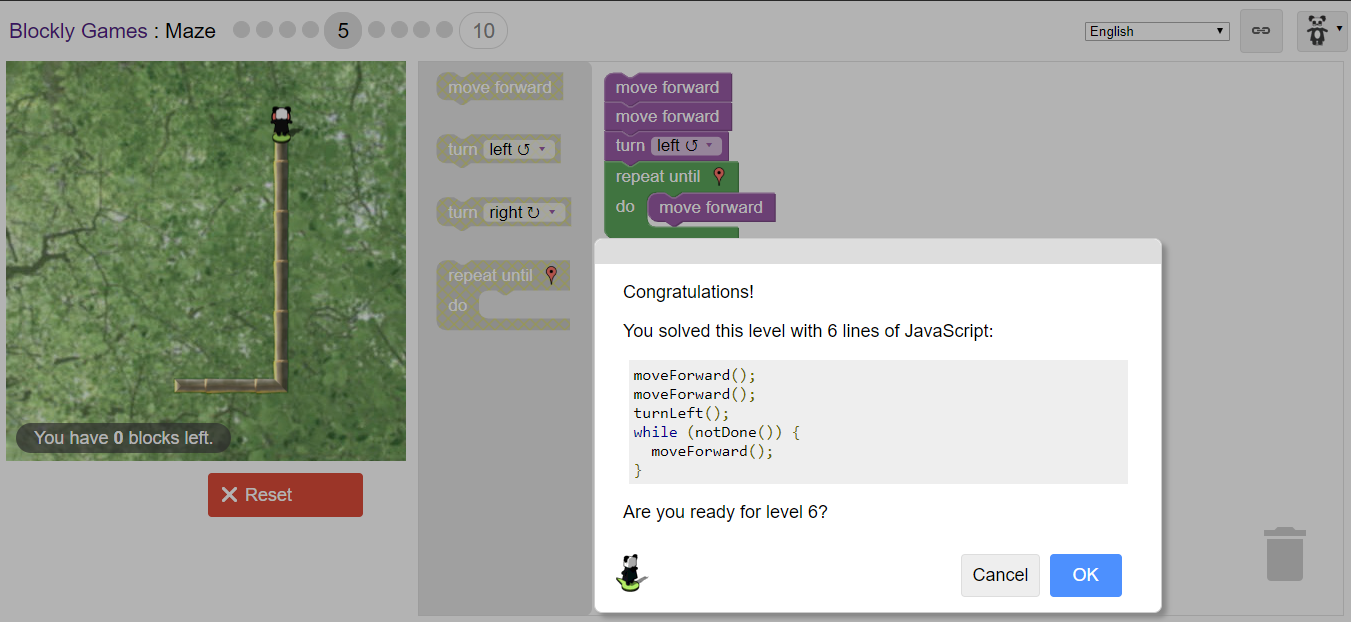 Blockly Games : Maze
5
10
English
move forward
turn left ↺
turn right ↻
repeat until
do
move forward
move forward
turn left ↺
repeat until
do move forward
You have 0 blocks left.
Reset
Congratulations!
You solved this level with 6 lines of JavaScript:
moveForward();
moveForward();
turnLeft();
while (notDone()) {
  moveForward();
}
Are you ready for level 6?
Cancel
OK